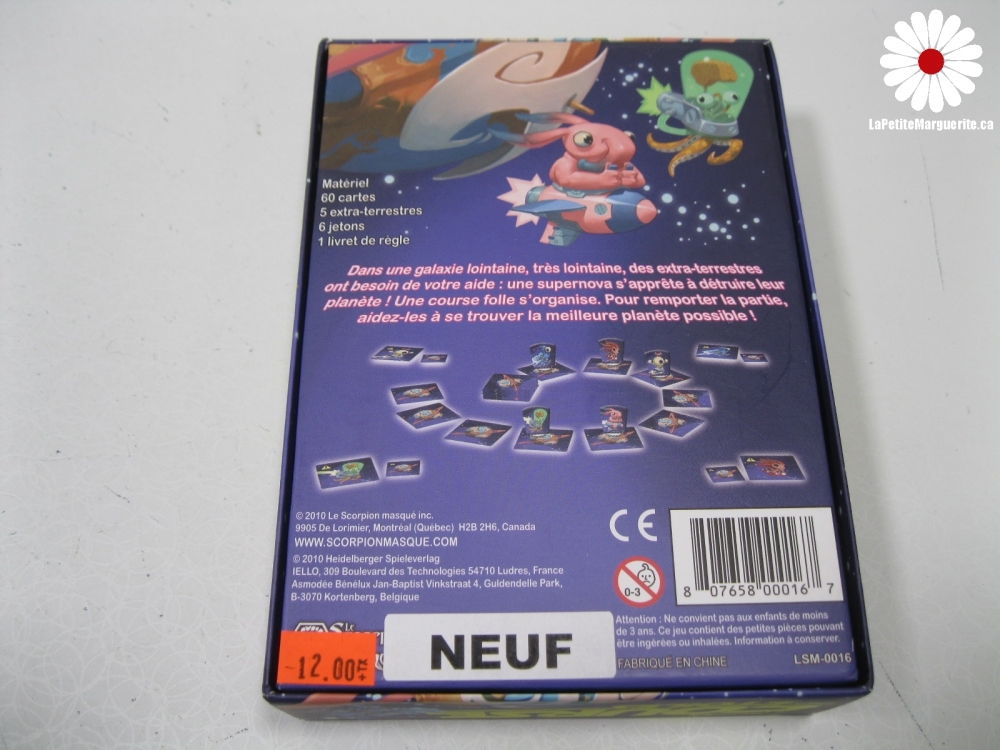 LaPetiteMarguerite.ca
Matériel
60 cartes
5 extra-terrestres
6 jetons
1 livret de règle
Dans une galaxie lointaine, très lointaine, des extra-terrestres
ont besoin de votre aide : une supernova s'apprête à détruire leur
planète ! Une course folle s'organise. Pour remporter la partie,
aidez-les à se trouver la meilleure planète possible !
© 2010 Le Scorpion masqué inc.
9905 De Lorimier, Montréal (Québec) H2B 2H6, Canada
WWW.SCORPIONMASQUE.COM
© 2010 Heidelberger Spieleverlag
IELLO, 309 Boulevard des Technologies 54710 Ludres, France
Asmodée Bénélux Jan-Baptist Vinkstraat 4, Guldendelle Park,
B-3070 Kortenberg, Belgique
CE
0-3
8 07658 00016 7
Attention : Ne convient pas aux enfants de moins
de 3 ans. Ce jeu contient des petites pièces pouvant
être ingérées ou inhalées. Information à conserver.
FABRIQUÉ EN CHINE
LSM-0016
Le
12.00
NEUF